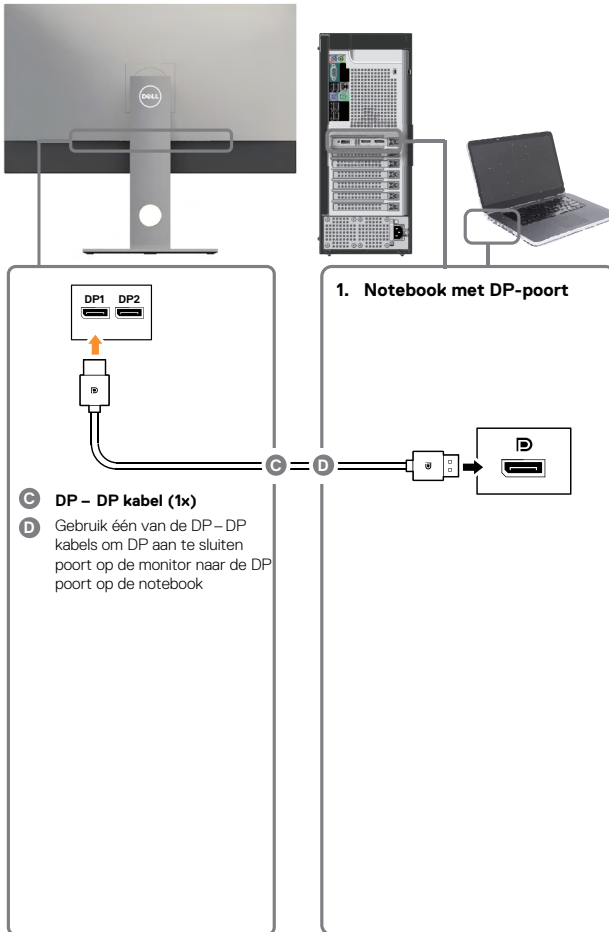 DELL
DP1 DP2
1. Notebook met DP-poort
C D
C DP – DP kabel (1x)
D Gebruik één van de DP – DP
kabels om DP aan te sluiten
poort op de monitor naar de DP
poort op de notebook